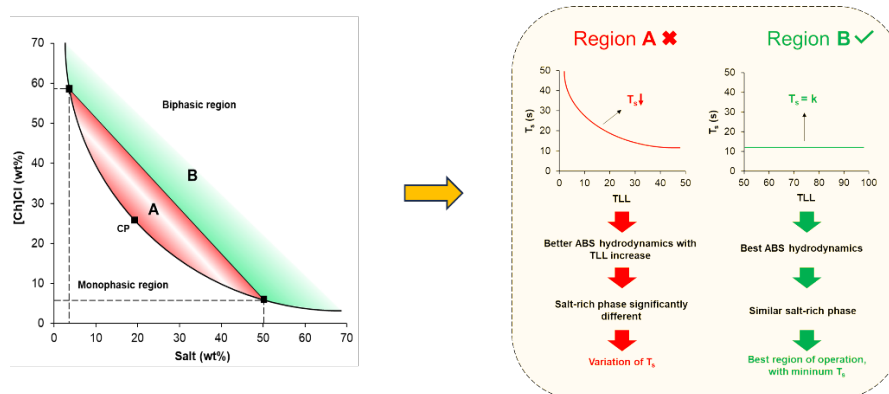 70
60
50
40
30
20
10
0
[Ch]Cl (wt%)
Biphasic region
B
A
CP
Monophasic region
0 10 20 30 40 50 60 70
Salt (wt%)
Region A ✖
50
40
30
20
10
0
Ts (s)
Ts↓
0 10 20 30 40 50
TLL
Better ABS hydrodynamics with
TLL increase
Salt-rich phase significantly
different
Variation of Ts
Region B ✓
50
40
30
20
10
0
Ts (s)
Ts = k
50 60 70 80 90 100
TLL
Best ABS hydrodynamics
Similar salt-rich phase
Best region of operation,
with mininum Ts